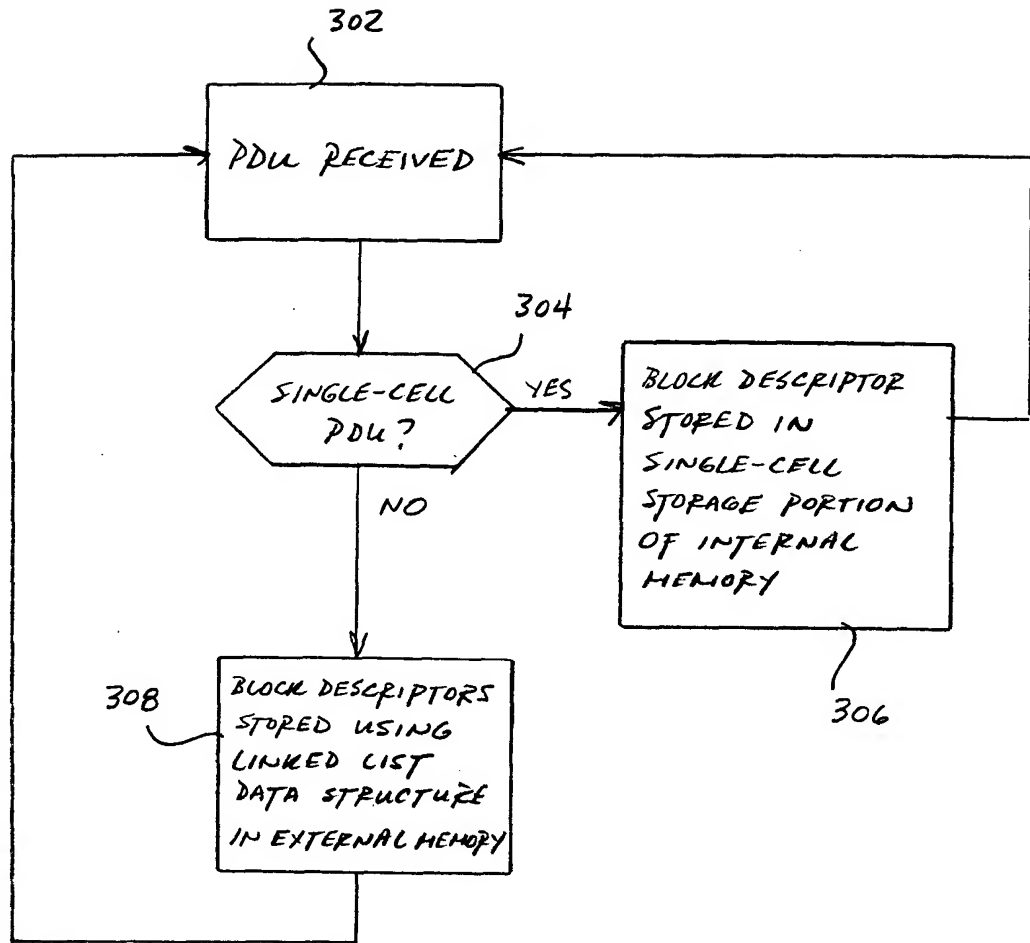 302
PDU RECEIVED
304
SINGLE-CELL
PDU?
YES
NO
BLOCK DESCRIPTOR
STORED IN
SINGLE-CELL
STORAGE PORTION
OF INTERNAL
MEMORY
306
308
BLOCK DESCRIPTORS
STORED USING
LINKED LIST
DATA STRUCTURE
IN EXTERNAL MEMORY